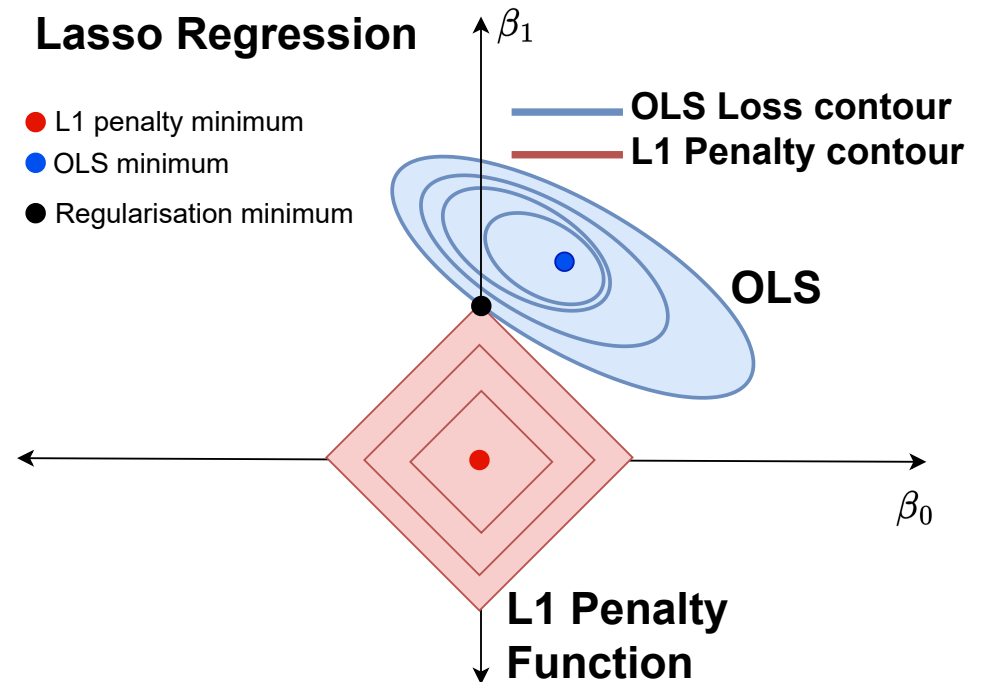 Lasso Regression
β₁
L1 penalty minimum
OLS minimum
Regularisation minimum
OLS Loss contour
L1 Penalty contour
OLS
β₀
L1 Penalty
Function